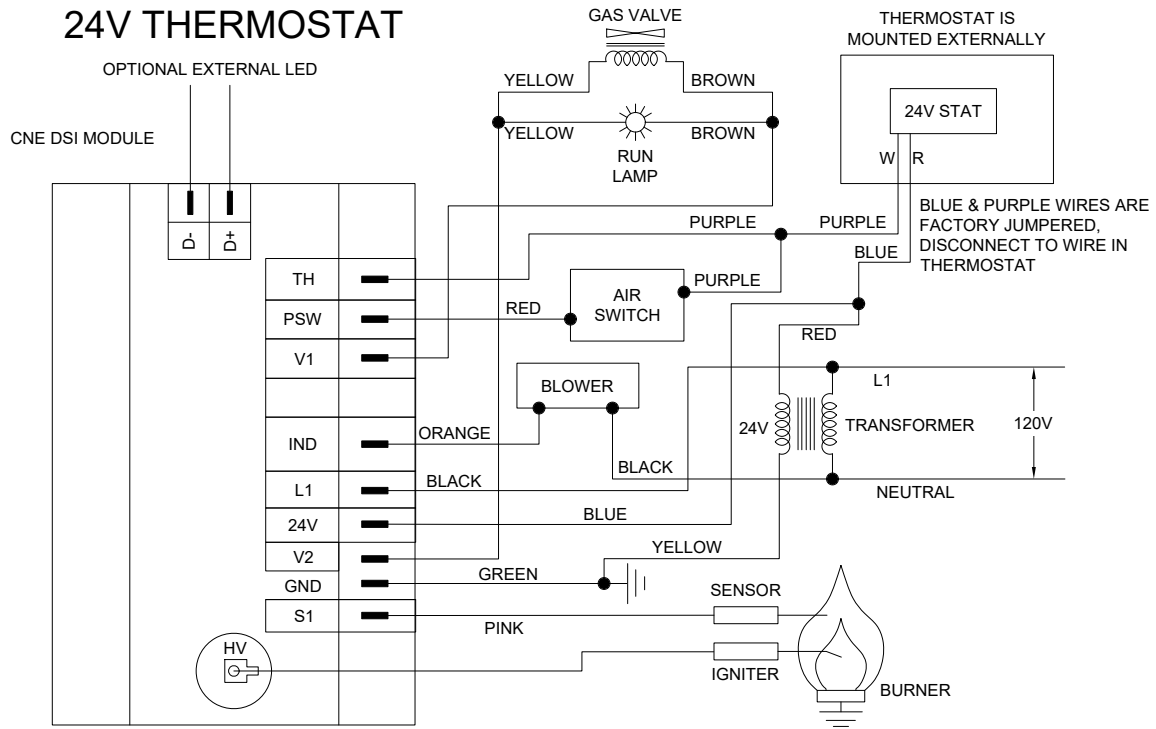 24V THERMOSTAT
OPTIONAL EXTERNAL LED
CNE DSI MODULE
D-
D+
GAS VALVE
YELLOW
BROWN
YELLOW
BROWN
RUN
LAMP
THERMOSTAT IS
MOUNTED EXTERNALLY
24V STAT
W
R
BLUE & PURPLE WIRES ARE
FACTORY JUMPERED,
DISCONNECT TO WIRE IN
THERMOSTAT
PURPLE
PURPLE
BLUE
TH
PURPLE
AIR
SWITCH
PSW
RED
RED
V1
BLOWER
L1
IND
ORANGE
24V
TRANSFORMER
120V
BLACK
L1
BLACK
NEUTRAL
24V
BLUE
V2
YELLOW
GND
GREEN
SENSOR
S1
PINK
HV
IGNITER
BURNER